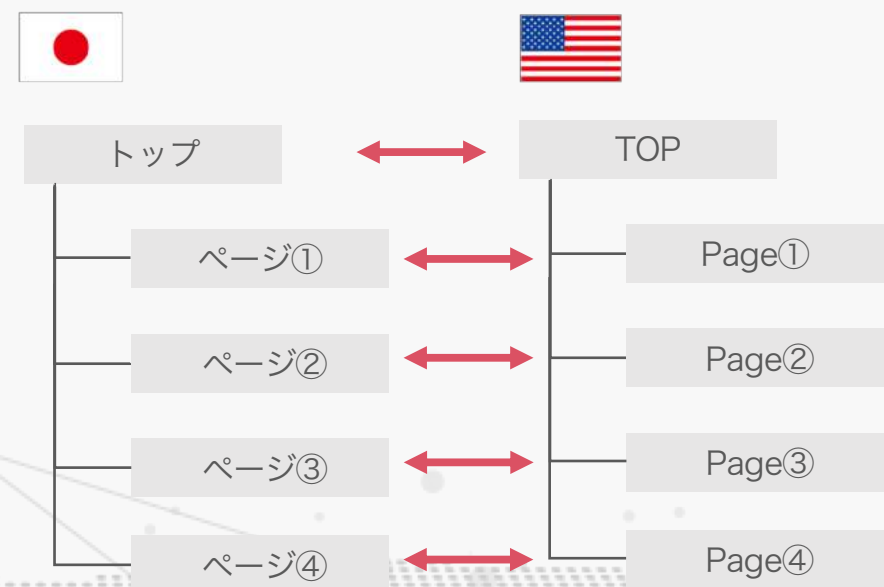 トップ
TOP
ページ①
Page①
ページ②
Page②
ページ③
Page③
ページ④
Page④